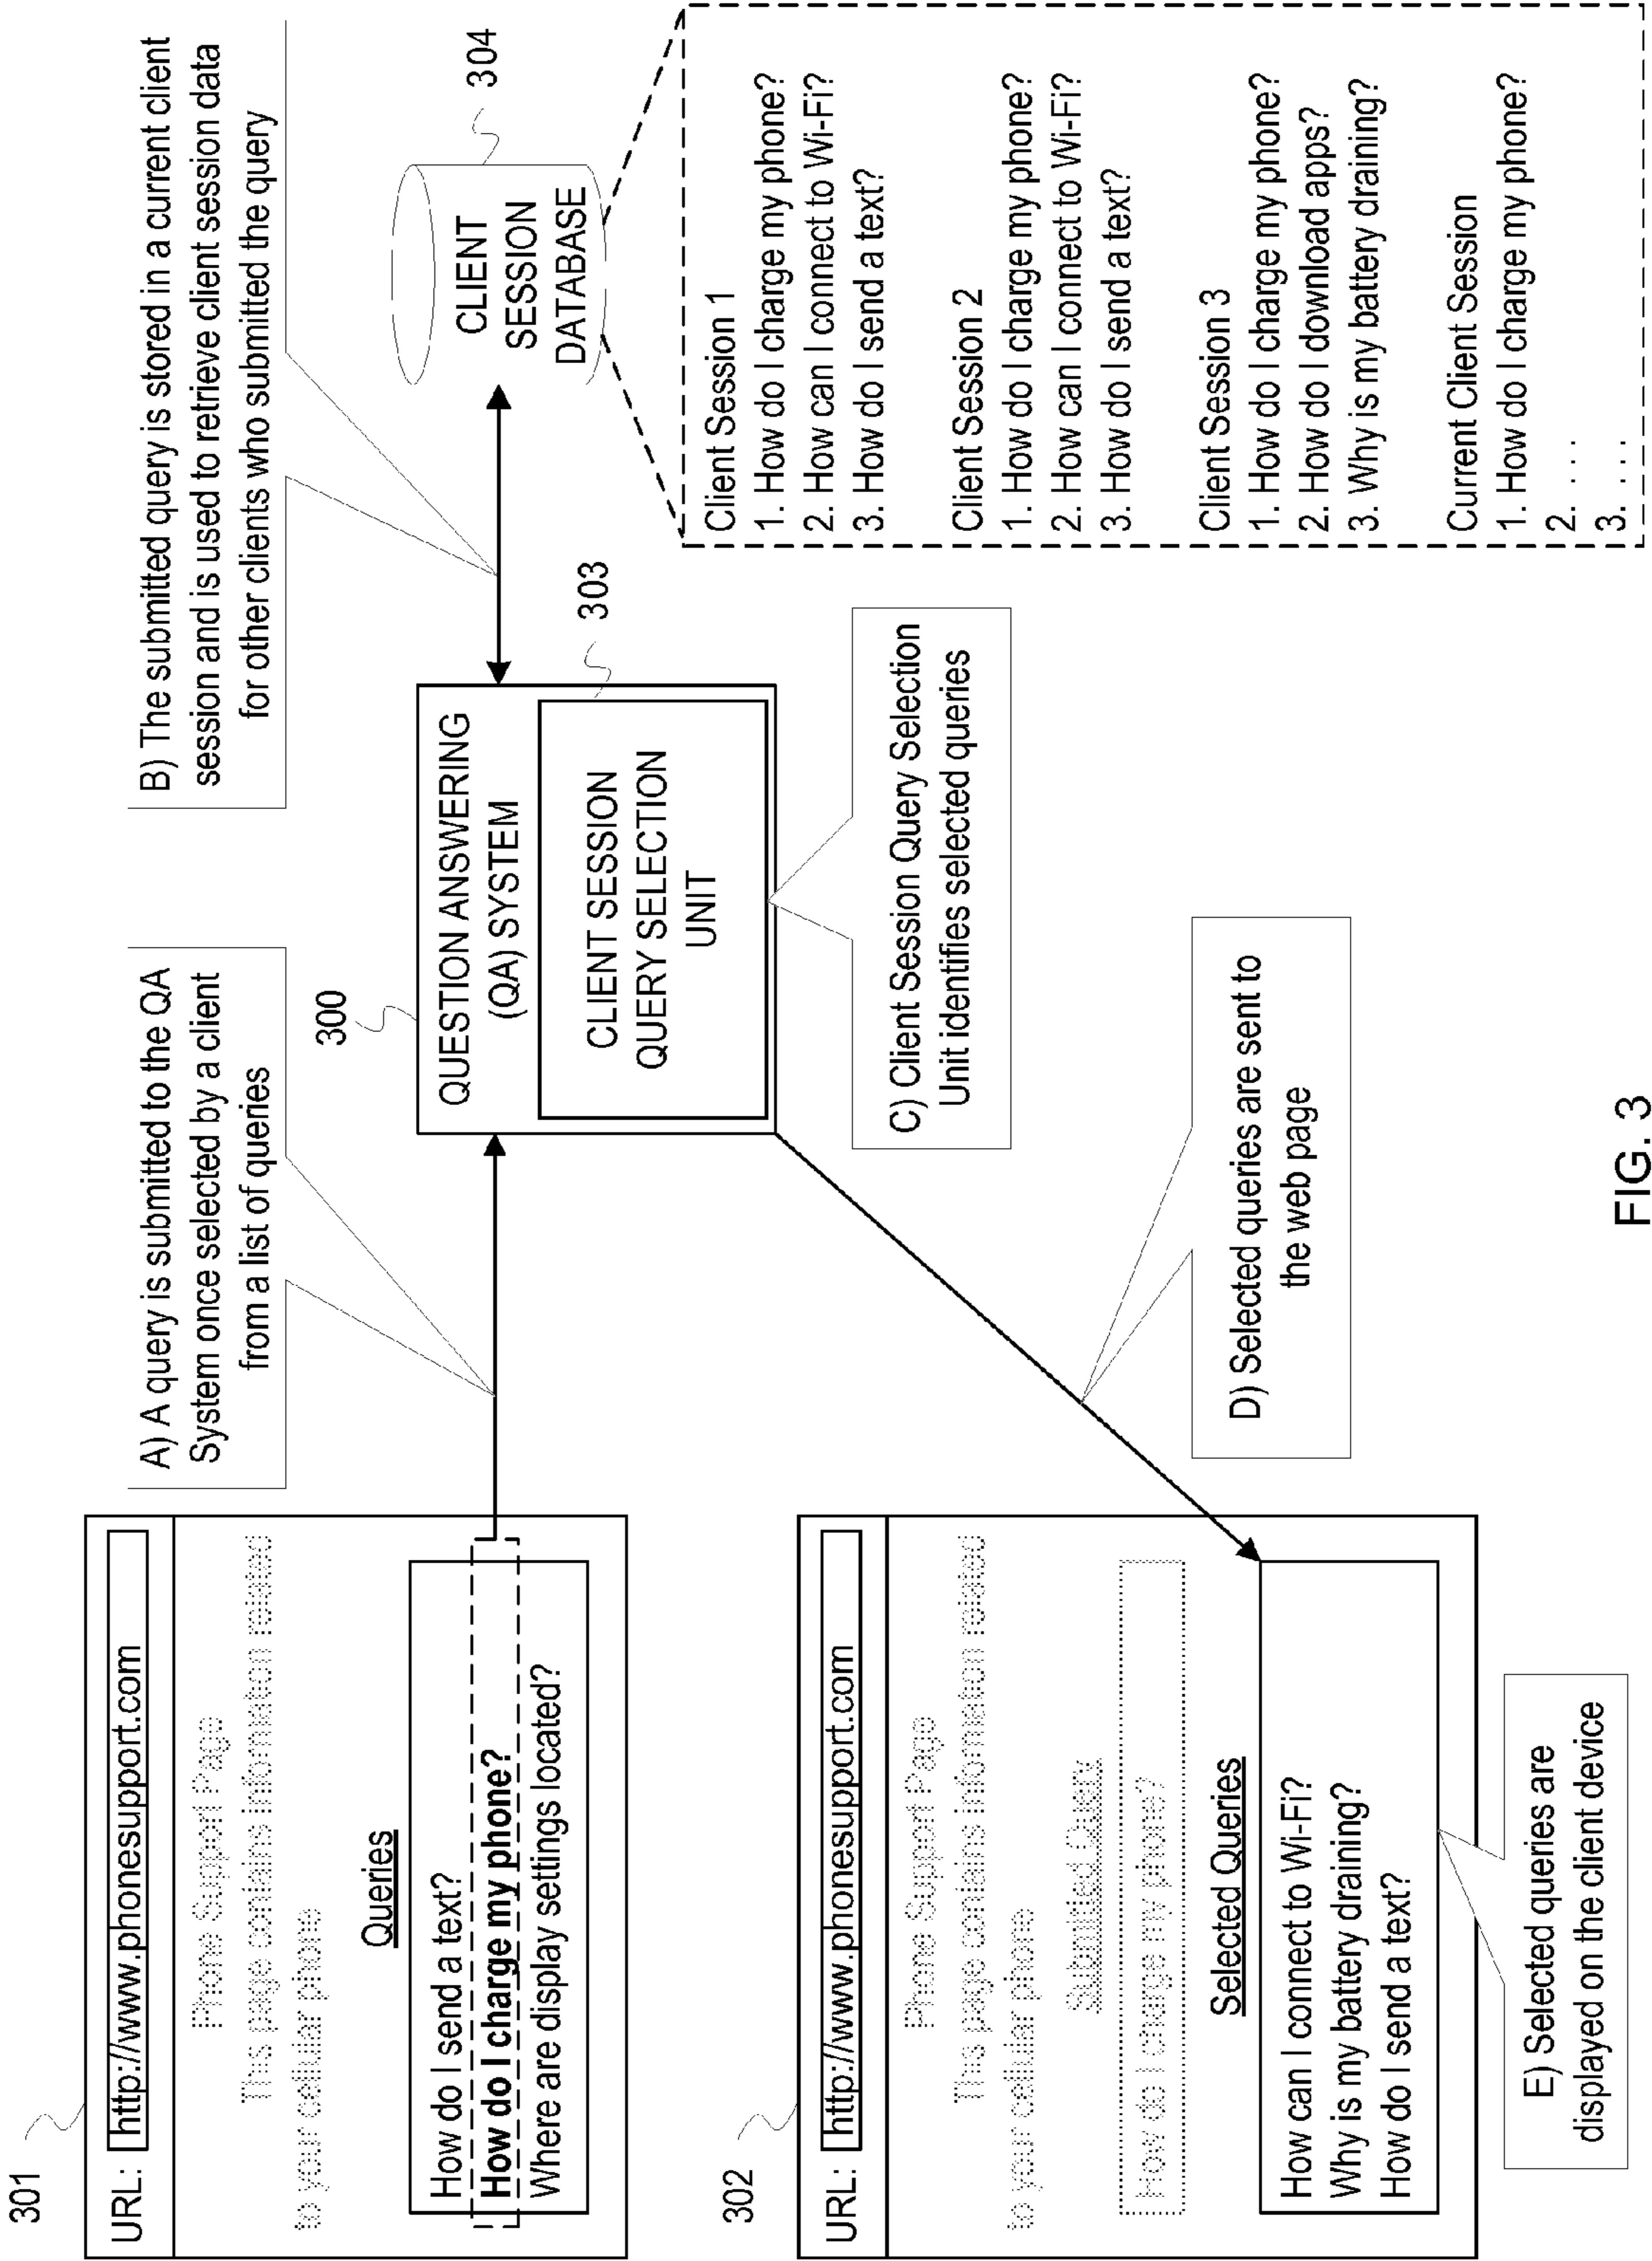 301
URL: http://www.phonesupport.com
Phone Support Page
This page contains information related
to your cellular phone
Queries
How do I send a text?
How do I charge my phone?
Where are display settings located?
A) A query is submitted to the QA
System once selected by a client
from a list of queries
300
QUESTION ANSWERING
(QA) SYSTEM
CLIENT SESSION
QUERY SELECTION
UNIT
303
B) The submitted query is stored in a current client
session and is used to retrieve client session data
for other clients who submitted the query
CLIENT
SESSION
DATABASE
304
Client Session 1
1. How do I charge my phone?
2. How can I connect to Wi-Fi?
3. How do I send a text?
Client Session 2
1. How do I charge my phone?
2. How can I connect to Wi-Fi?
3. How do I send a text?
Client Session 3
1. How do I charge my phone?
2. How do I download apps?
3. Why is my battery draining?
Current Client Session
1. How do I charge my phone?
2. . . .
3. . . .
C) Client Session Query Selection
Unit identifies selected queries
D) Selected queries are sent to
the web page
302
URL: http://www.phonesupport.com
Phone Support Page
This page contains information related
to your cellular phone
Submitted Query
How do I charge my phone?
Selected Queries
How can I connect to Wi-Fi?
Why is my battery draining?
How do I send a text?
E) Selected queries are
displayed on the client device
FIG. 3